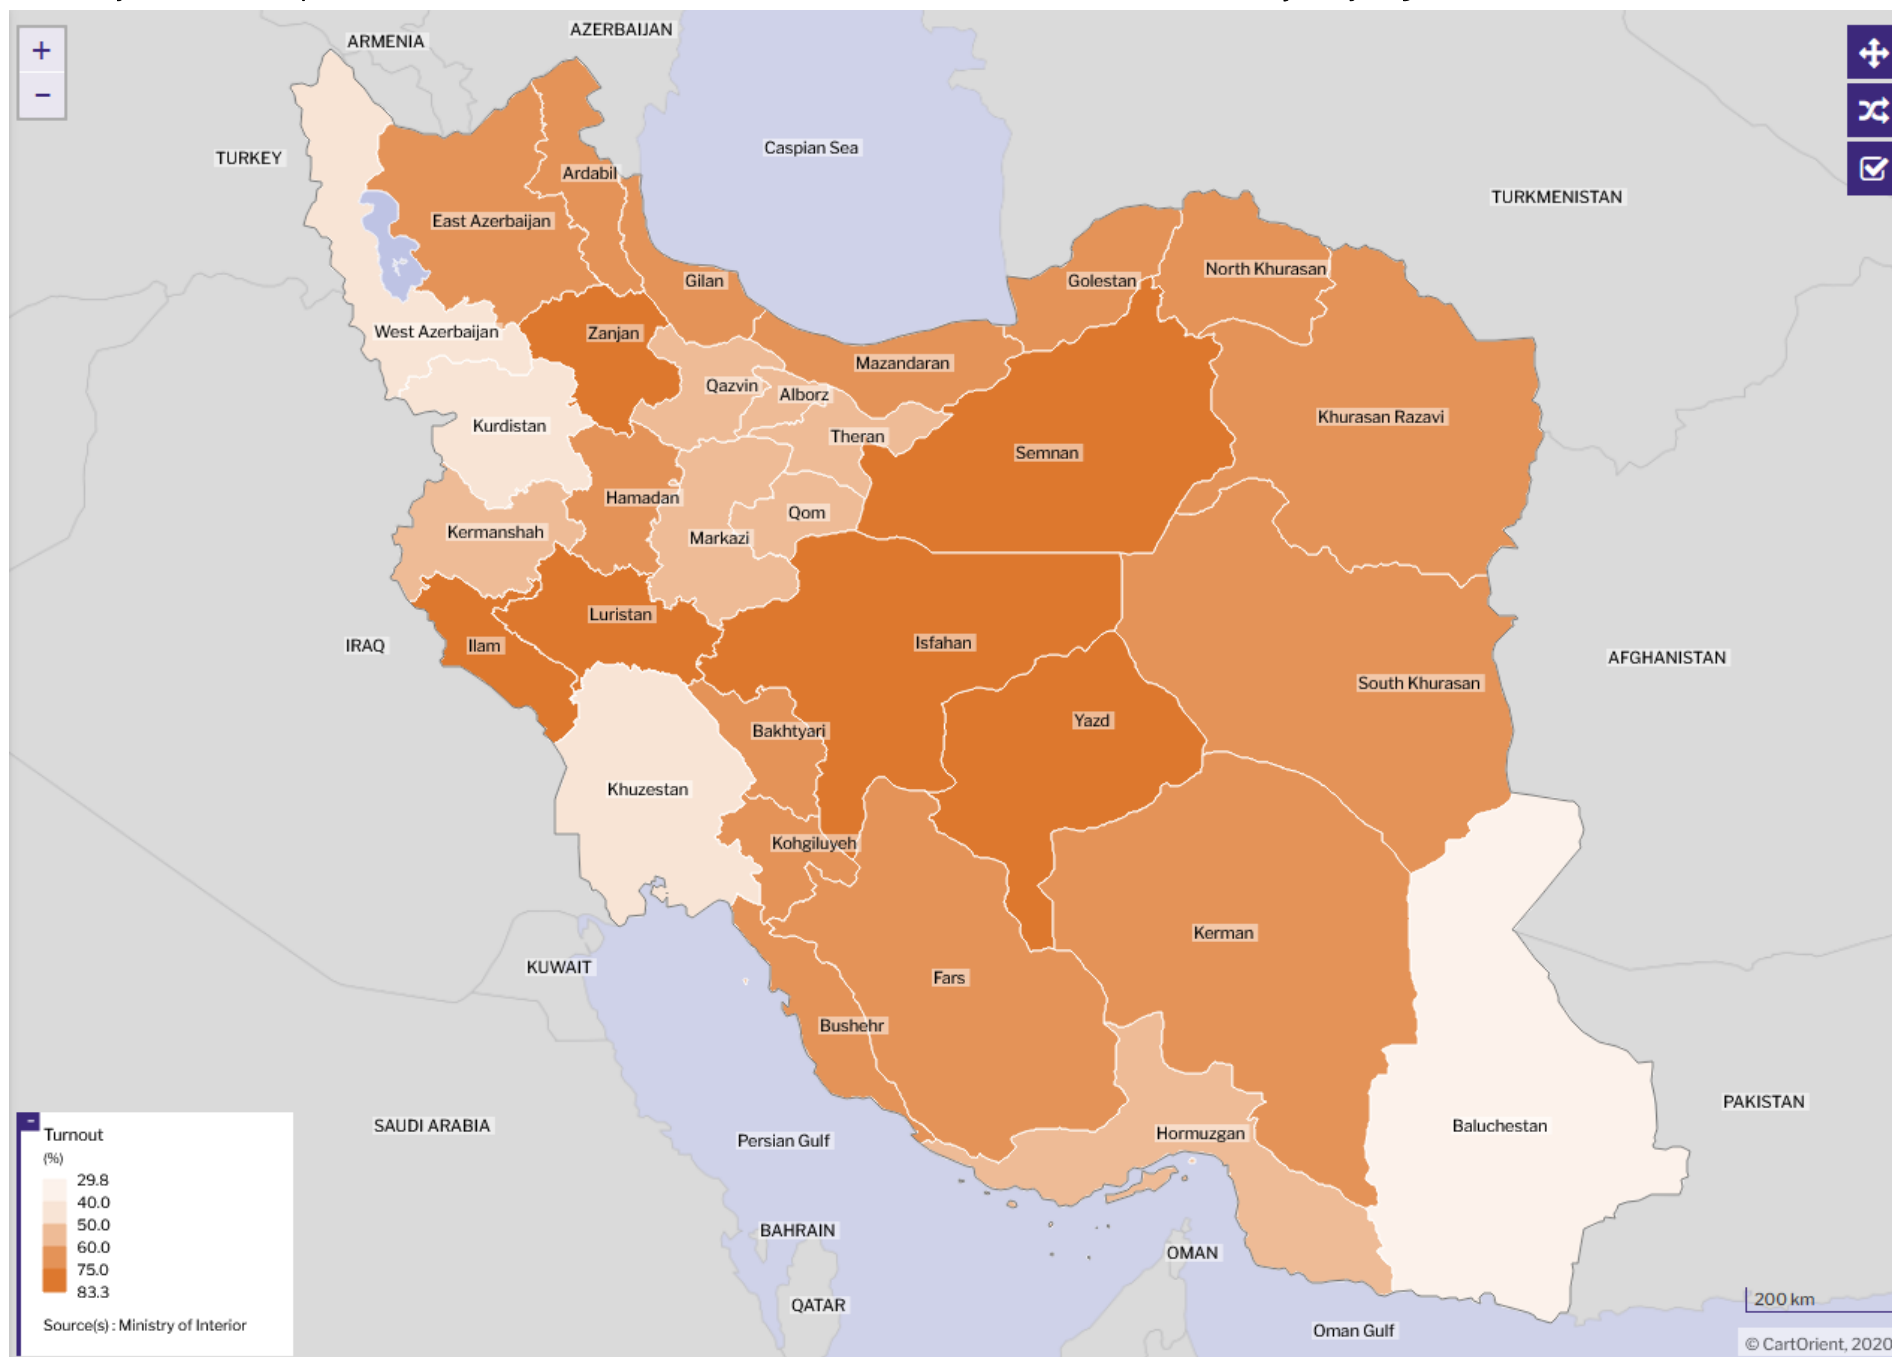 ARMENIA
AZERBAIJAN
+
−
TURKEY
Caspian Sea
TURKMENISTAN
Ardabil
East Azerbaijan
Gilan
Golestan
North Khurasan
West Azerbaijan
Zanjan
Mazandaran
Qazvin
Alborz
Kurdistan
Theran
Khurasan Razavi
Semnan
Hamadan
Qom
Kermanshah
Markazi
Luristan
Ilam
Isfahan
IRAQ
AFGHANISTAN
South Khurasan
Bakhtyari
Yazd
Khuzestan
Kohgiluyeh
Kerman
KUWAIT
Fars
Bushehr
SAUDI ARABIA
Persian Gulf
Hormuzgan
Baluchestan
PAKISTAN
BAHRAIN
OMAN
QATAR
Oman Gulf
-
Turnout
(%)
29.8
40.0
50.0
60.0
75.0
83.3
Source(s) : Ministry of Interior
200 km
© CartOrient, 2020